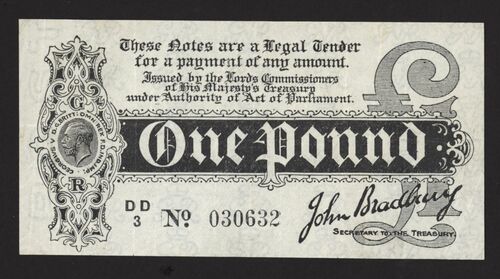 These Notes are a Legal Tender
for a payment of any amount.
Issued by the Lords Commissioners
of His Majesty's Treasury
under Authority of Act of Parliament.
£1
G
R
One Pound
DD
3
No. 030632
John Bradbury
SECRETARY TO THE TREASURY.